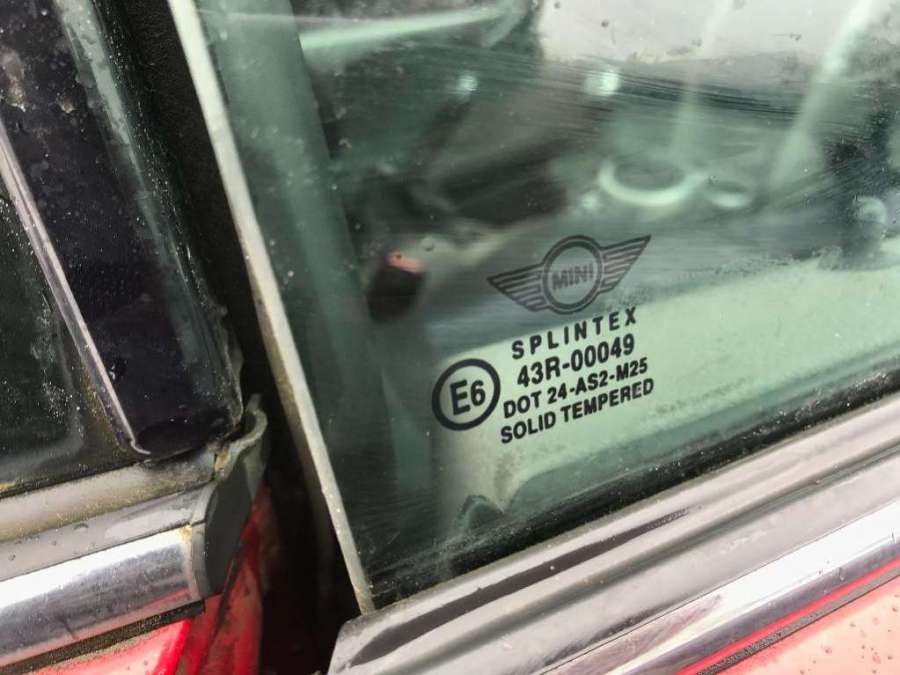 MINI
SPLINTEX
E6
43R-00049
DOT 24-AS2-M25
SOLID TEMPERED